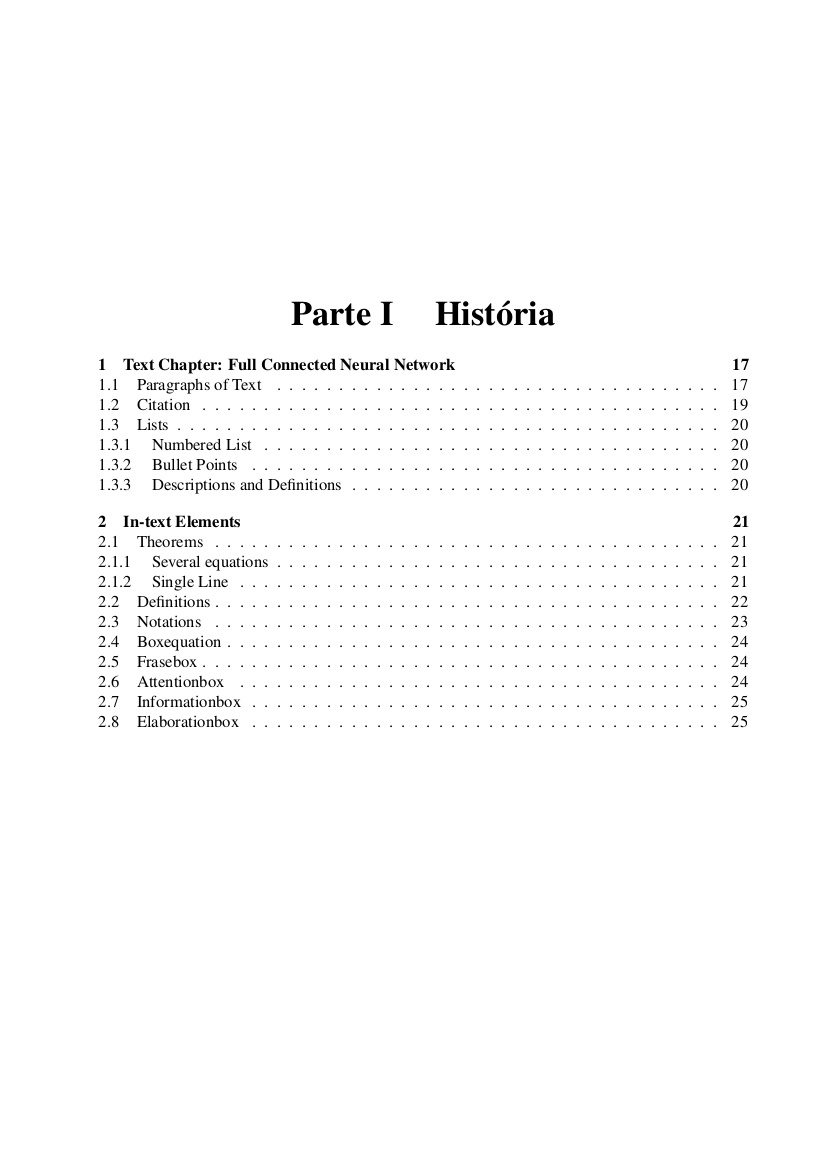 Parte I História
1 Text Chapter: Full Connected Neural Network 17
1.1 Paragraphs of Text . . . . . . . . . . . . . . . . . . . . . . . . . . . . . . . . . . . . 17
1.2 Citation . . . . . . . . . . . . . . . . . . . . . . . . . . . . . . . . . . . . . . . . . . 19
1.3 Lists . . . . . . . . . . . . . . . . . . . . . . . . . . . . . . . . . . . . . . . . . . . . 20
1.3.1 Numbered List . . . . . . . . . . . . . . . . . . . . . . . . . . . . . . . . . . . . . 20
1.3.2 Bullet Points . . . . . . . . . . . . . . . . . . . . . . . . . . . . . . . . . . . . . . 20
1.3.3 Descriptions and Definitions . . . . . . . . . . . . . . . . . . . . . . . . . . . . . . 20
2 In-text Elements 21
2.1 Theorems . . . . . . . . . . . . . . . . . . . . . . . . . . . . . . . . . . . . . . . . . 21
2.1.1 Several equations . . . . . . . . . . . . . . . . . . . . . . . . . . . . . . . . . . . . 21
2.1.2 Single Line . . . . . . . . . . . . . . . . . . . . . . . . . . . . . . . . . . . . . . . 21
2.2 Definitions . . . . . . . . . . . . . . . . . . . . . . . . . . . . . . . . . . . . . . . . . 22
2.3 Notations . . . . . . . . . . . . . . . . . . . . . . . . . . . . . . . . . . . . . . . . . 23
2.4 Boxequation . . . . . . . . . . . . . . . . . . . . . . . . . . . . . . . . . . . . . . . . 24
2.5 Frasebox . . . . . . . . . . . . . . . . . . . . . . . . . . . . . . . . . . . . . . . . . . 24
2.6 Attentionbox . . . . . . . . . . . . . . . . . . . . . . . . . . . . . . . . . . . . . . . 24
2.7 Informationbox . . . . . . . . . . . . . . . . . . . . . . . . . . . . . . . . . . . . . . 25
2.8 Elaborationbox . . . . . . . . . . . . . . . . . . . . . . . . . . . . . . . . . . . . . . 25